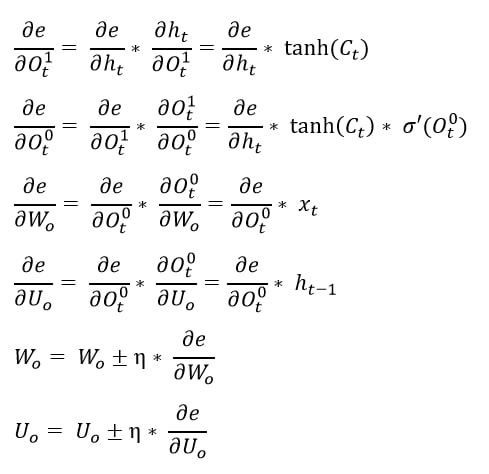 ∂e/∂O_t^1 = ∂e/∂h_t * ∂h_t/∂O_t^1 = ∂e/∂h_t * tanh(C_t)
∂e/∂O_t^0 = ∂e/∂O_t^1 * ∂O_t^1/∂O_t^0 = ∂e/∂h_t * tanh(C_t) * σ′(O_t^0)
∂e/∂W_o = ∂e/∂O_t^0 * ∂O_t^0/∂W_o = ∂e/∂O_t^0 * x_t
∂e/∂U_o = ∂e/∂O_t^0 * ∂O_t^0/∂U_o = ∂e/∂O_t^0 * h_{t−1}
W_o = W_o ± η * ∂e/∂W_o
U_o = U_o ± η * ∂e/∂U_o